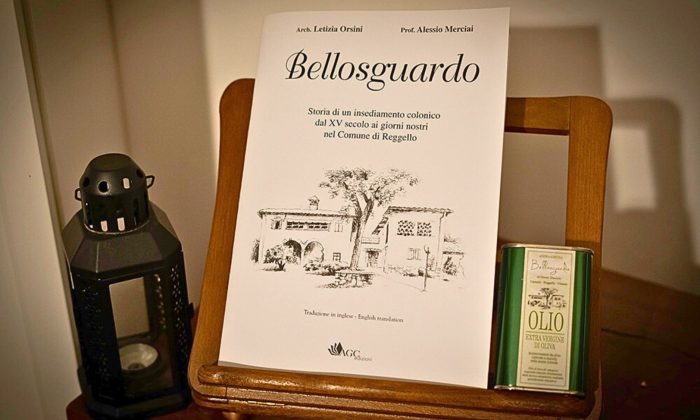 Arch. Letizia Orsini Prof. Alessio Merciai
Bellosguardo
Storia di un insediamento colonico
dal XV secolo ai giorni nostri
nel Comune di Reggello
Traduzione in inglese - English translation
AGC
edizioni
Bellosguardo
OLIO
EXTRA VERGINE
DI OLIVA